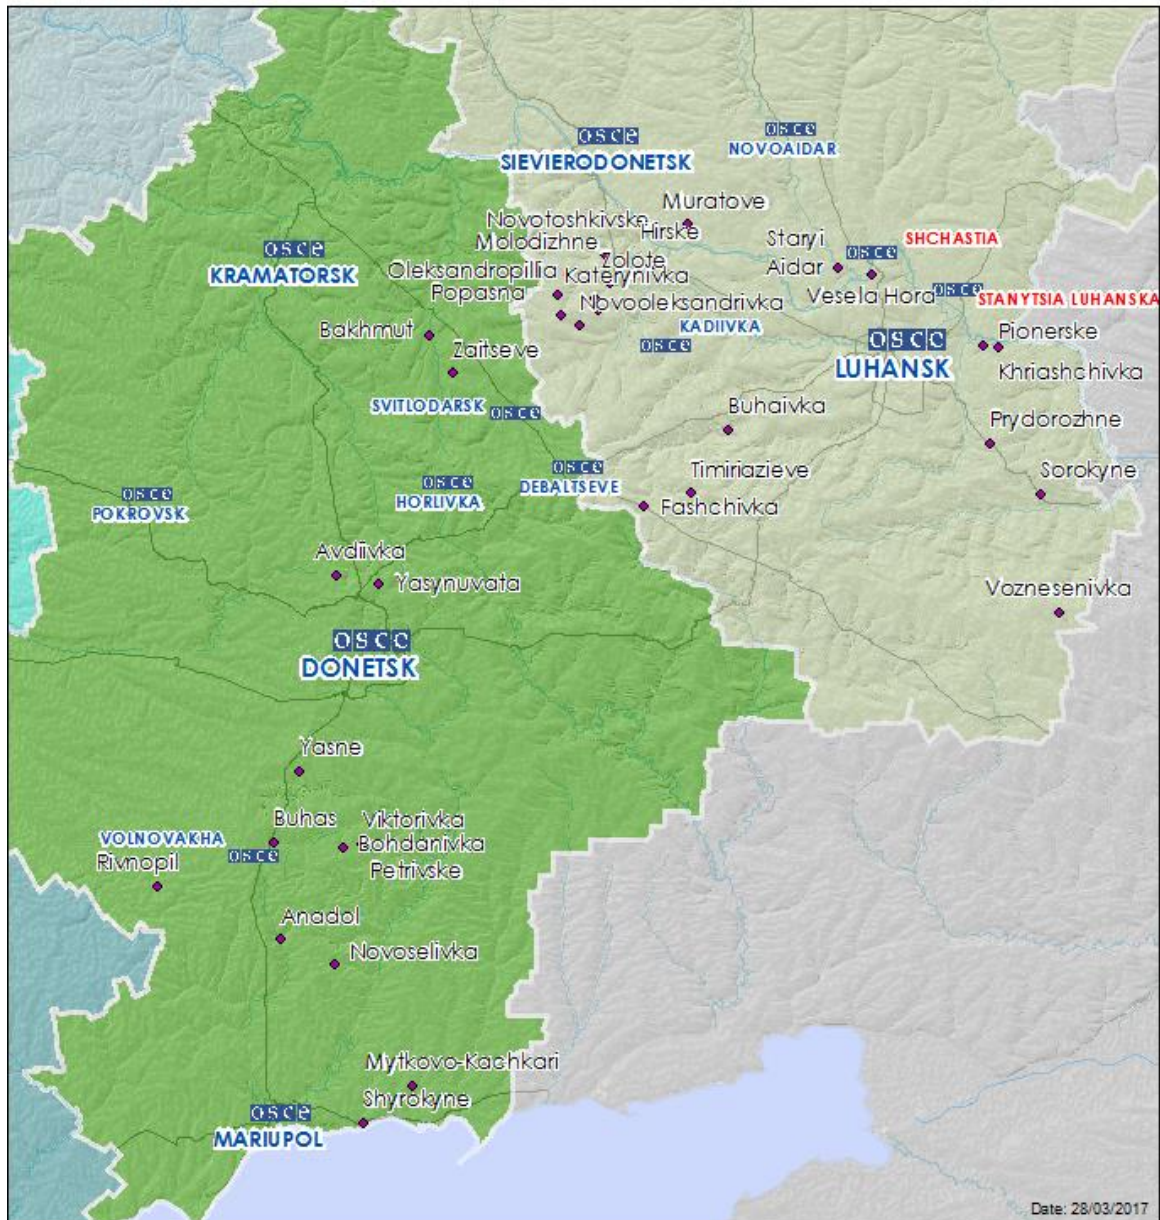 osce
NOVOAIDAR
osce
SIEVIERODONETSK
Muratove
Novotoshkivske
Hirske
Staryi
Aidar
SHCHASTIA
osce
KRAMATORSK
Molodizhne
Zolote
osce
Oleksandropillia
Katerynivka
Vesela Hora
osce
STANYTSIA LUHANSKA
Popasna
Novooleksandrivka
Bakhmut
KADIIVKA
osce
osce
LUHANSK
Pionerske
Khriashchivka
Zaitseve
SVITLODARSK
osce
Buhaivka
Prydorozhne
osce
DEBALTSEVE
Timiriazieve
Sorokyne
osce
HORLIVKA
osce
POKROVSK
Fashchivka
Avdiivka
Yasynuvata
Voznesenivka
osce
DONETSK
Yasne
Buhas
Viktorivka
VOLNOVAKHA
osce
Bohdanivka
Rivnopil
Petrivske
Anadol
Novoselivka
Mytkovo-Kachkari
Shyrokyne
osce
MARIUPOL
Date: 28/03/2017